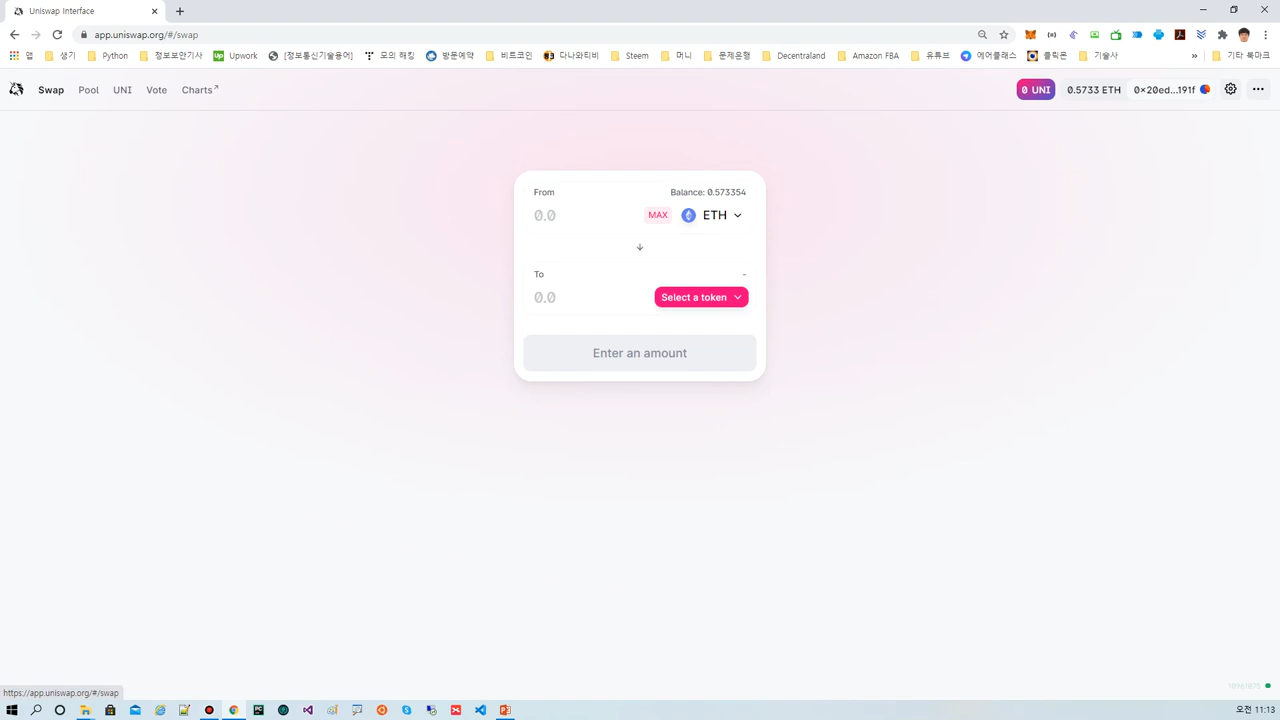 Uniswap Interface
app.uniswap.org/#/swap
앱 생기 Python 정보보안기사 Upwork [정보통신기술용어] 모의 해킹 방문예약 비트코인 다나와티비 Steem 머니 문제은행 Decentraland Amazon FBA 유튜브 에어클래스 클릭몬 기술사 » 기타 북마크
Swap Pool UNI Vote Charts↗ 0 UNI 0.5733 ETH 0×20ed...191f
From Balance: 0.573354
0.0 MAX ETH
To -
0.0 Select a token
Enter an amount
https://app.uniswap.org/#/swap
오전 11:13